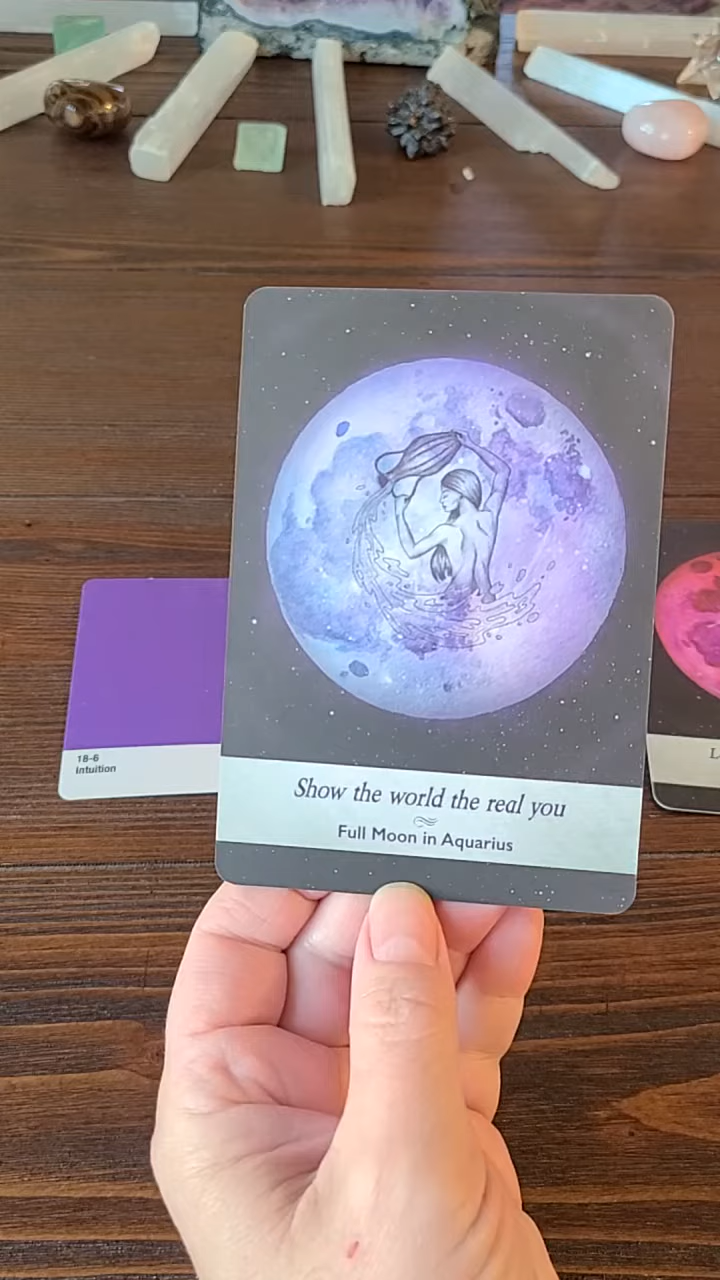 18-6
Intuition
Show the world the real you
Full Moon in Aquarius
L